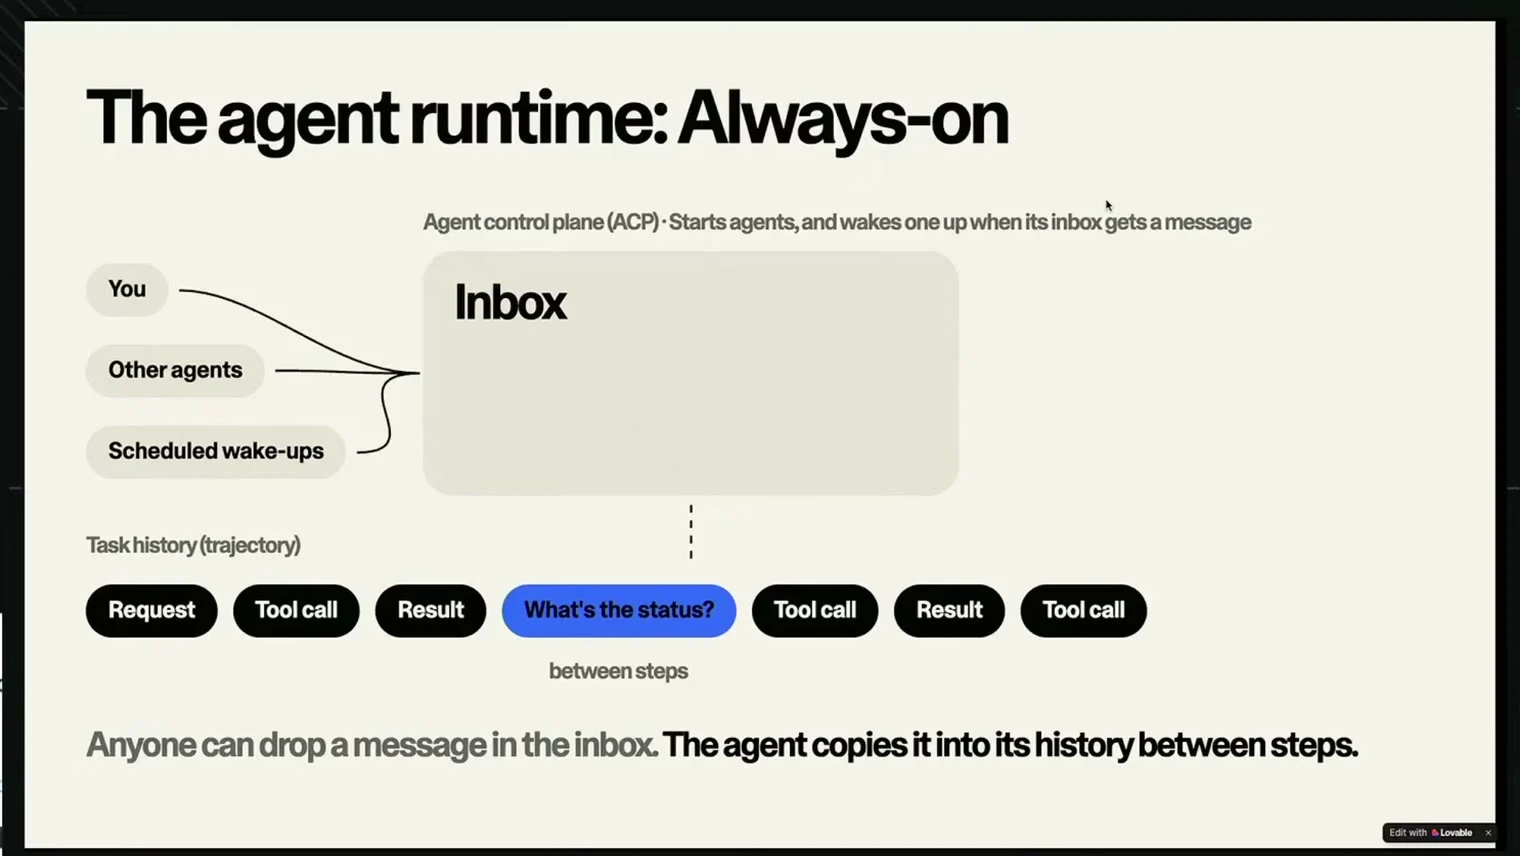 The agent runtime: Always-on
Agent control plane (ACP) · Starts agents, and wakes one up when its inbox gets a message
You
Other agents
Scheduled wake-ups
Inbox
Task history (trajectory)
Request
Tool call
Result
What's the status?
Tool call
Result
Tool call
between steps
Anyone can drop a message in the inbox. The agent copies it into its history between steps.
Edit with Lovable ×